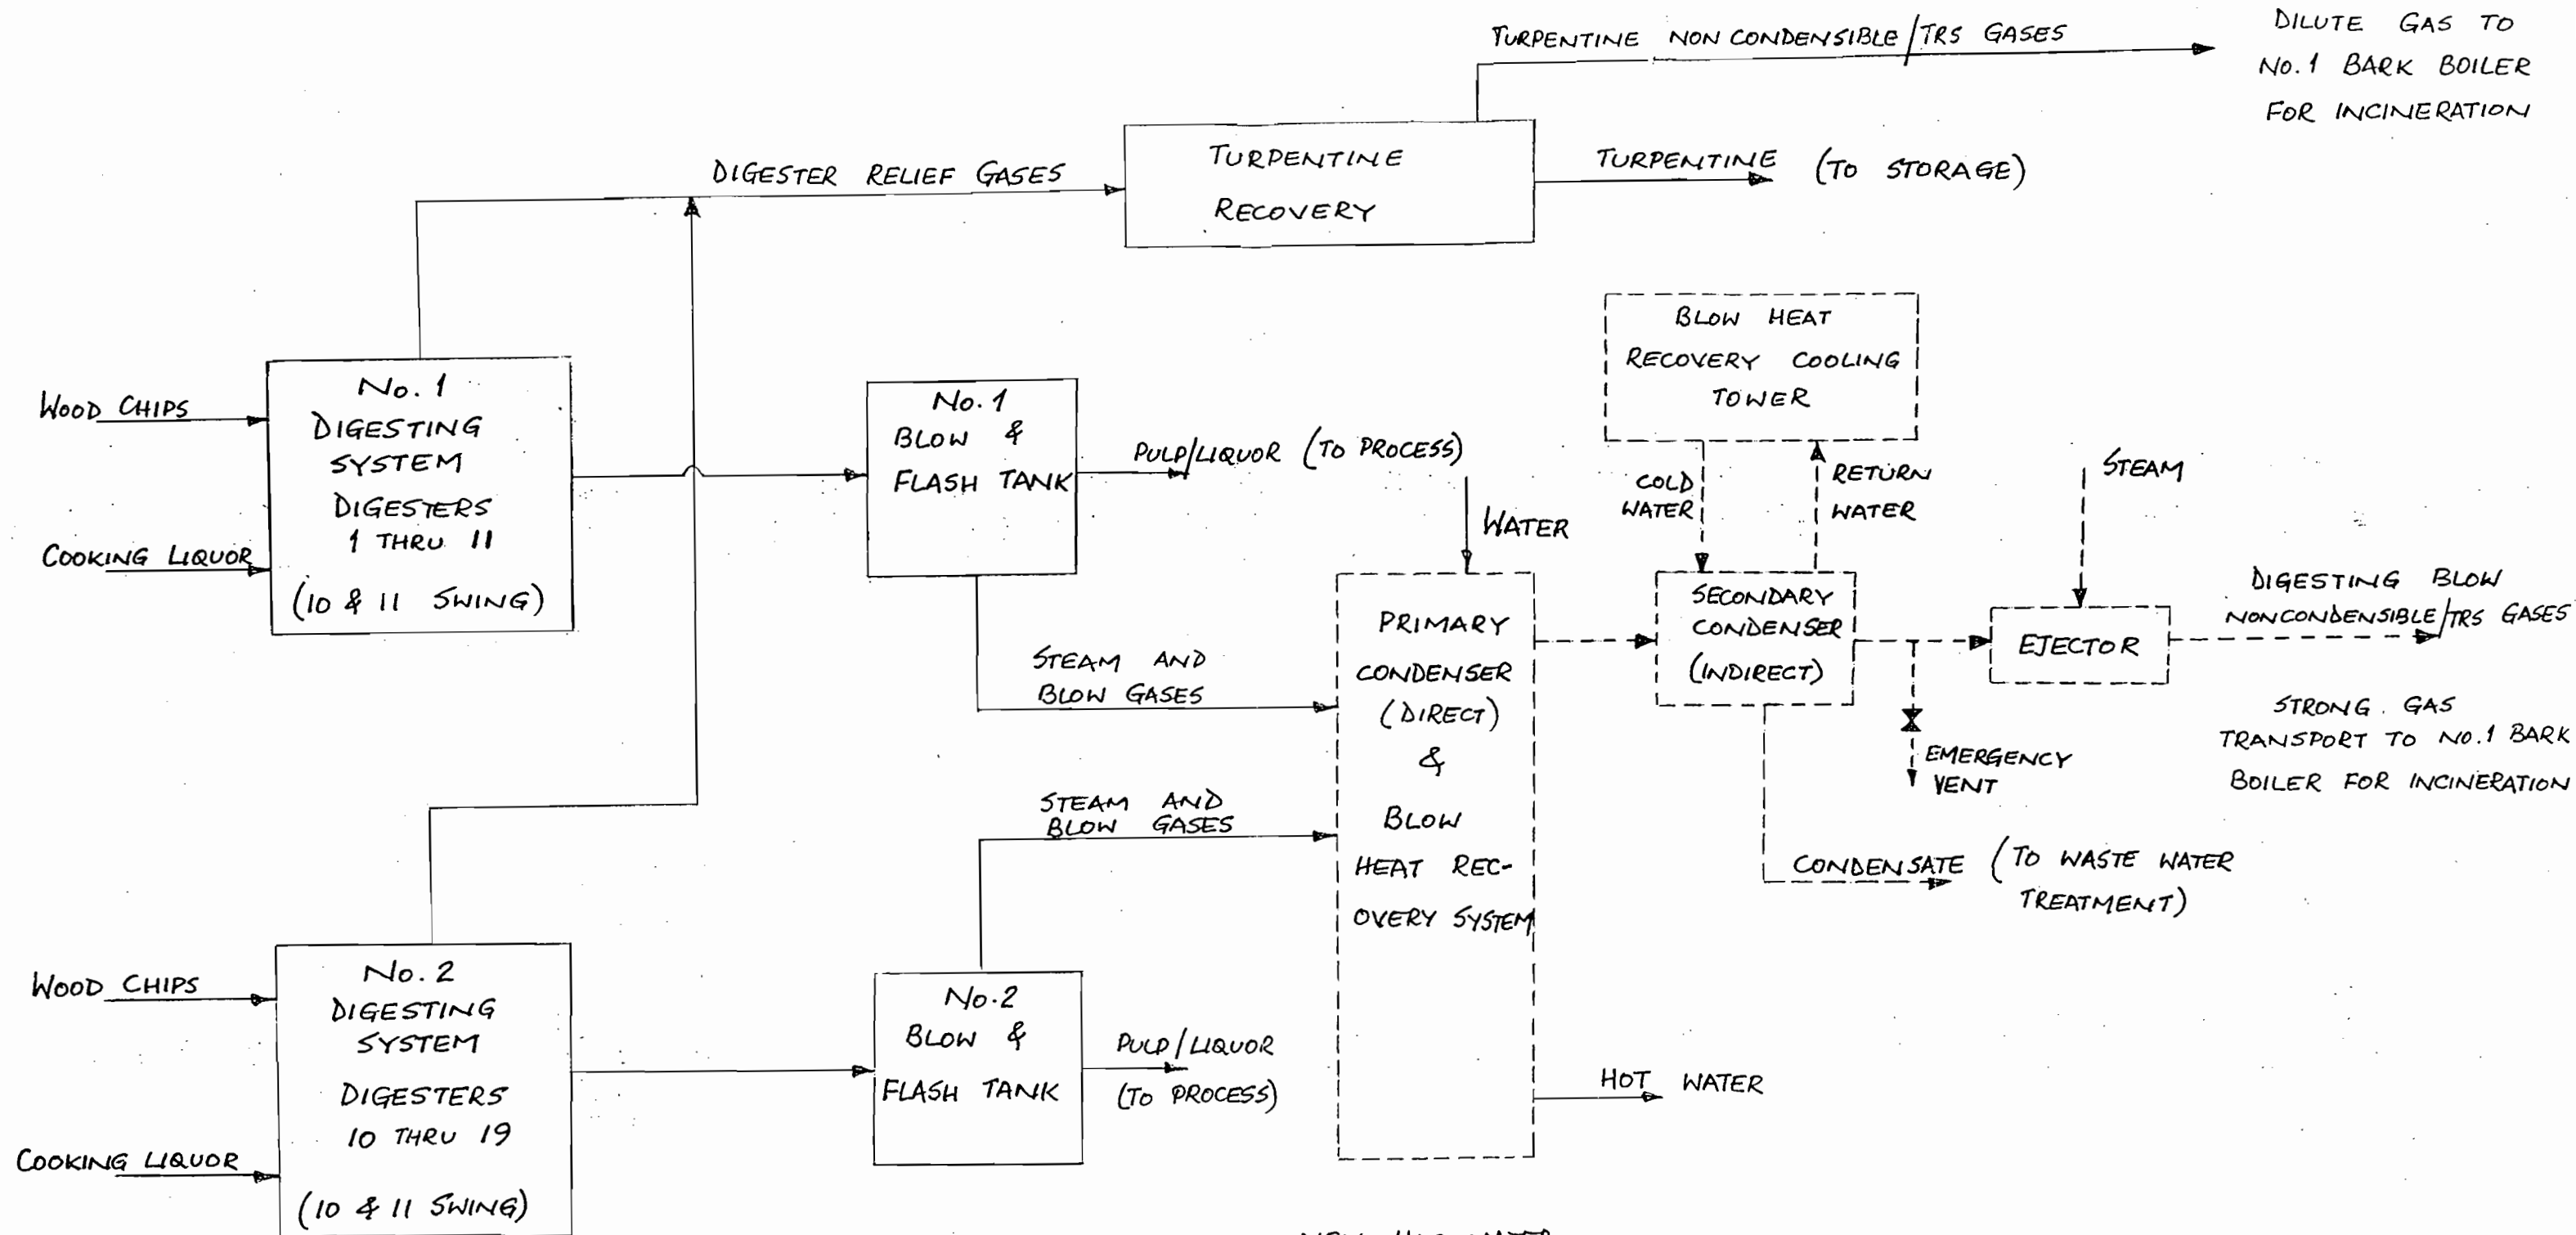 TURPENTINE NON CONDENSIBLE/TRS GASES
DILUTE GAS TO
NO.1 BARK BOILER
FOR INCINERATION
DIGESTER RELIEF GASES
TURPENTINE
RECOVERY
TURPENTINE (TO STORAGE)
WOOD CHIPS
COOKING LIQUOR
No. 1
DIGESTING
SYSTEM
DIGESTERS
1 THRU 11
(10 & 11 SWING)
No. 1
BLOW &
FLASH TANK
PULP/LIQUOR (TO PROCESS)
STEAM AND
BLOW GASES
WATER
BLOW HEAT
RECOVERY COOLING
TOWER
COLD
WATER
RETURN
WATER
STEAM
PRIMARY
CONDENSER
(DIRECT)
&
BLOW
HEAT REC-
OVERY SYSTEM
SECONDARY
CONDENSER
(INDIRECT)
EJECTOR
DIGESTING BLOW
NONCONDENSIBLE/TRS GASES
STRONG GAS
TRANSPORT TO NO.1 BARK
BOILER FOR INCINERATION
EMERGENCY
VENT
CONDENSATE (TO WASTE WATER
TREATMENT)
STEAM AND
BLOW GASES
WOOD CHIPS
COOKING LIQUOR
No. 2
DIGESTING
SYSTEM
DIGESTERS
10 THRU 19
(10 & 11 SWING)
No. 2
BLOW &
FLASH TANK
PULP/LIQUOR
(TO PROCESS)
HOT WATER